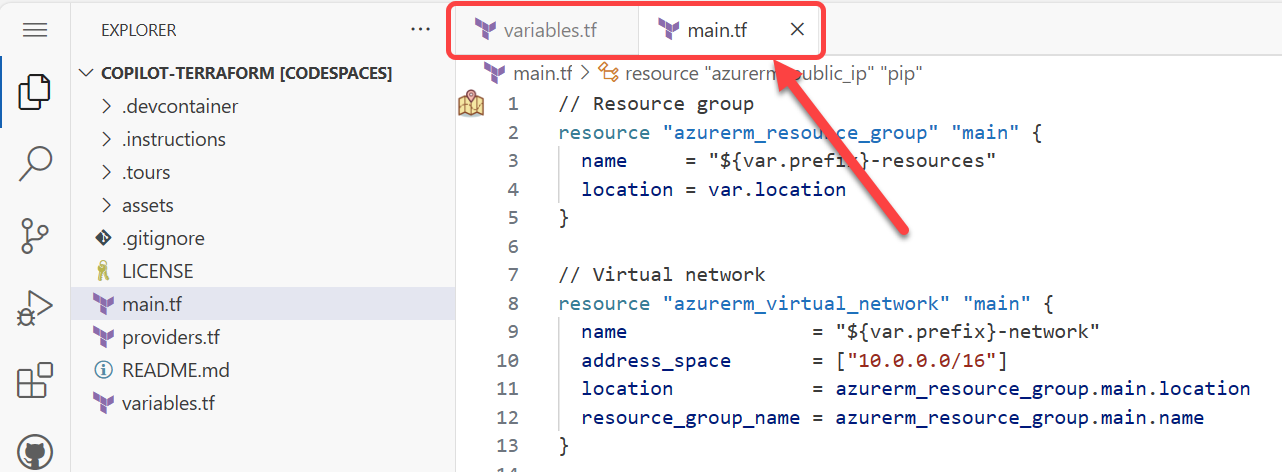 EXPLORER
COPILOT-TERRAFORM [CODESPACES]
.devcontainer
.instructions
.tours
assets
.gitignore
LICENSE
main.tf
providers.tf
README.md
variables.tf
variables.tf main.tf
main.tf > resource "azurerm_public_ip" "pip"
1 // Resource group
2 resource "azurerm_resource_group" "main" {
3 name = "${var.prefix}-resources"
4 location = var.location
5 }
6
7 // Virtual network
8 resource "azurerm_virtual_network" "main" {
9 name = "${var.prefix}-network"
10 address_space = ["10.0.0.0/16"]
11 location = azurerm_resource_group.main.location
12 resource_group_name = azurerm_resource_group.main.name
13 }
14